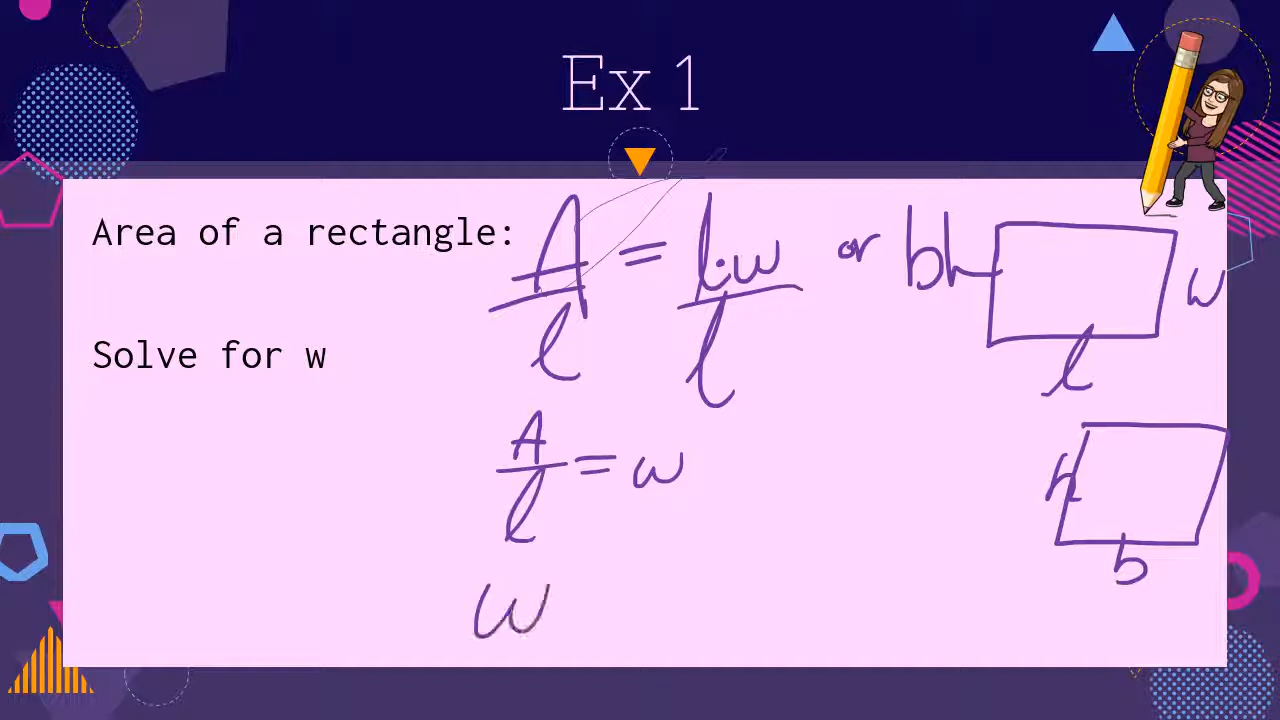 Ex 1
Area of a rectangle: A = l·w or bh
l l
w
l
Solve for w
A
l = w
h
b
w